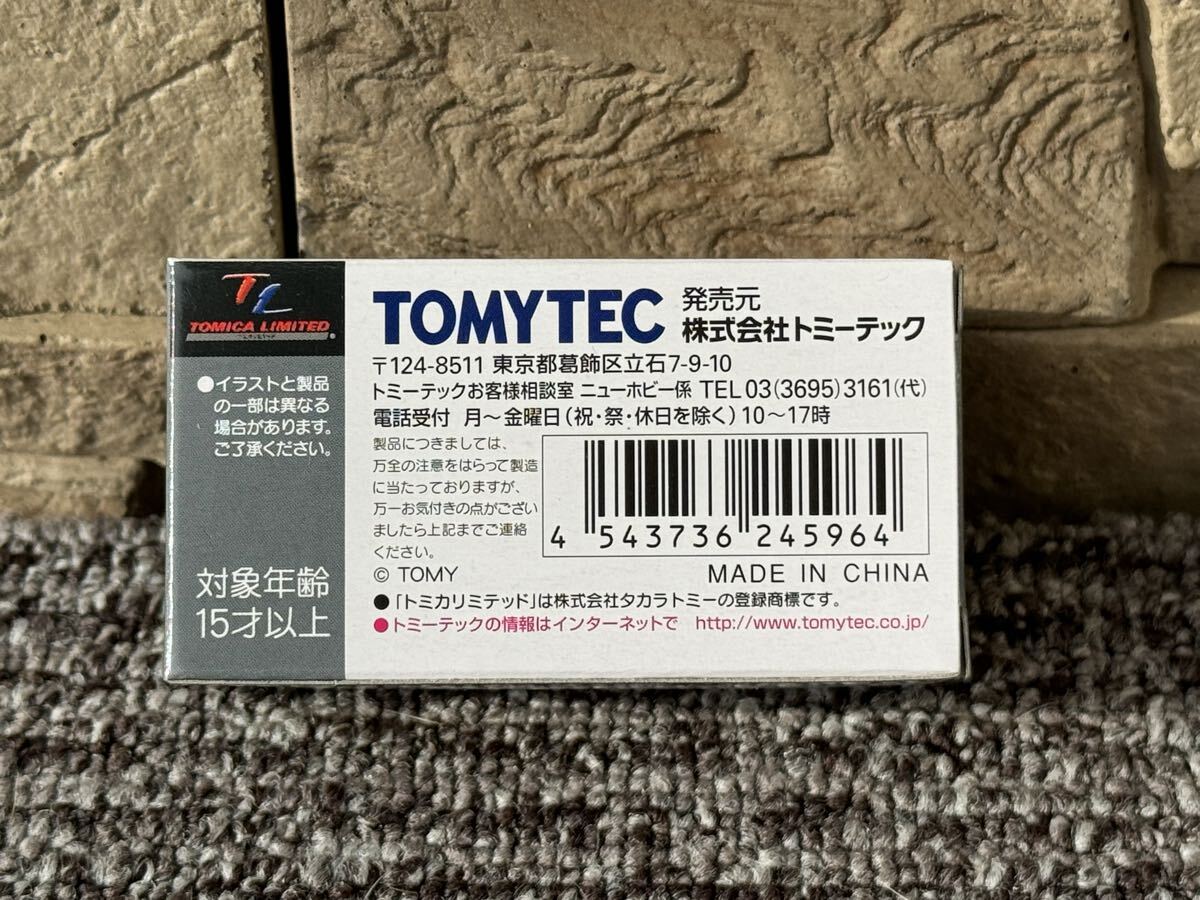 TL
TOMICA LIMITED
●イラストと製品
の一部は異なる
場合があります。
ご了承ください。
対象年齢
15才以上
TOMYTEC
発売元
株式会社トミーテック
〒124-8511 東京都葛飾区立石7-9-10
トミーテックお客様相談室 ニューホビー係 TEL 03(3695)3161(代)
電話受付 月～金曜日(祝・祭・休日を除く)10～17時
製品につきましては、
万全の注意をはらって製造
に当たっておりますが、
万一お気付きの点がござい
ましたら上記までご連絡
ください。
4 543736 245964
© TOMY
MADE IN CHINA
●「トミカリミテッド」は株式会社タカラトミーの登録商標です。
●トミーテックの情報はインターネットで http://www.tomytec.co.jp/